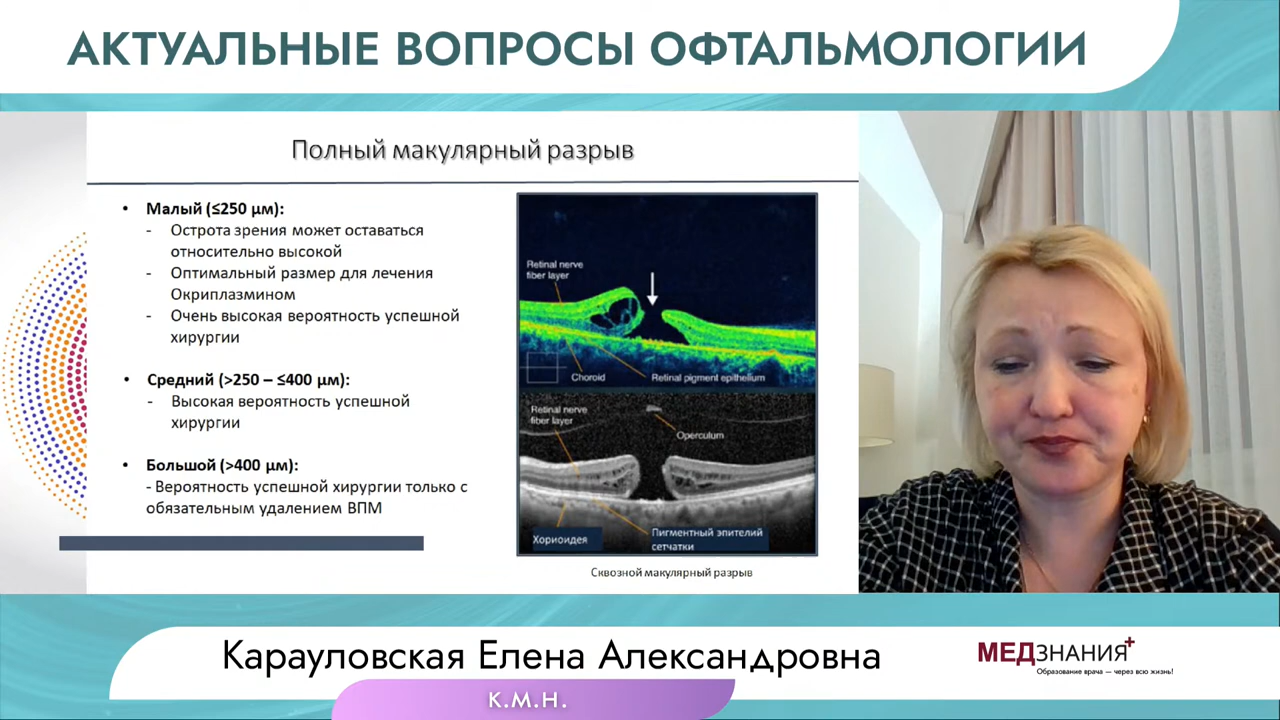 АКТУАЛЬНЫЕ ВОПРОСЫ ОФТАЛЬМОЛОГИИ
Полный макулярный разрыв
• Малый (≤250 μм):
- Острота зрения может оставаться
относительно высокой
- Оптимальный размер для лечения
Окриплазмином
- Очень высокая вероятность успешной
хирургии
• Средний (>250 – ≤400 μм):
- Высокая вероятность успешной
хирургии
• Большой (>400 μм):
- Вероятность успешной хирургии только с
обязательным удалением ВПМ
Retinal nerve
fiber layer
Choroid
Retinal pigment epithelium
Retinal nerve
fiber layer
Operculum
Хориоидея
Пигментный эпителий
сетчатки
Сквозной макулярный разрыв
Карауловская Елена Александровна
к.м.н.
МЕДЗНАНИЯ+
Образование врача — через всю жизнь!